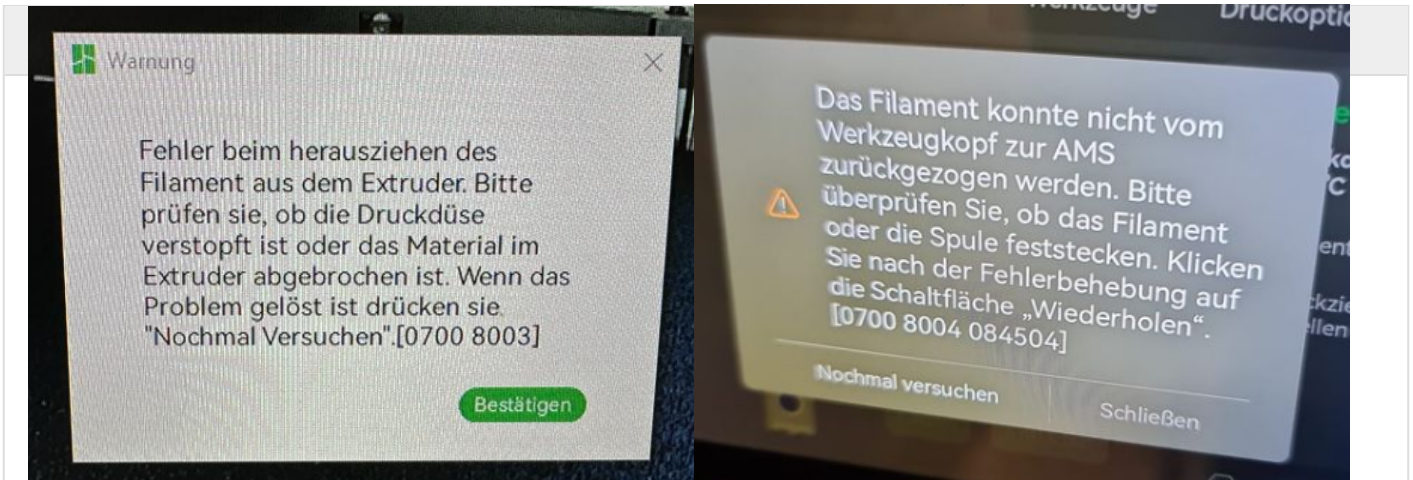 Warnung
Fehler beim herausziehen des
Filament aus dem Extruder. Bitte
prüfen sie, ob die Druckdüse
verstopft ist oder das Material im
Extruder abgebrochen ist. Wenn das
Problem gelöst ist drücken sie
"Nochmal Versuchen".[0700 8003]
Bestätigen
Druckoptio
Das Filament konnte nicht vom
Werkzeugkopf zur AMS
zurückgezogen werden. Bitte
überprüfen Sie, ob das Filament
oder die Spule feststecken. Klicken
Sie nach der Fehlerbehebung auf
die Schaltfläche „Wiederholen“.
[0700 8004 084504]
Nochmal versuchen
Schließen